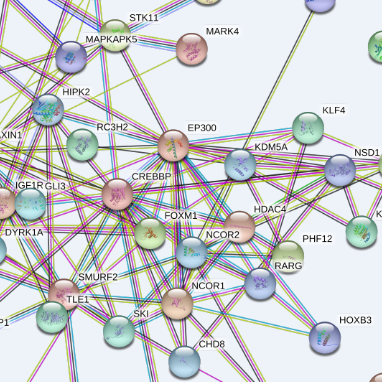 STK11
MARK4
MAPKAPK5
HIPK2
KLF4
EP300
RC3H2
XIN1
KDM5A
NSD1
CREBBP
IGF1R
GLI3
HDAC4
FOXM1
K
DYRK1A
NCOR2
PHF12
RARG
SMURF2
NCOR1
TLE1
SKI
P1
HOXB3
CHD8